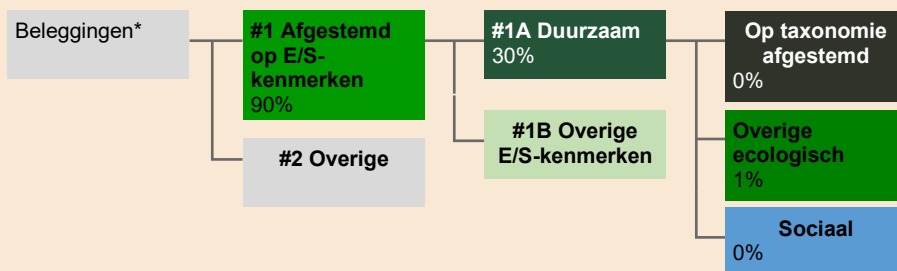 Beleggingen*
#1 Afgestemd
op E/S-
kenmerken
90%
#2 Overige
#1A Duurzaam
30%
#1B Overige
E/S-kenmerken
Op taxonomie
afgestemd
0%
Overige
ecologisch
1%
Sociaal
0%